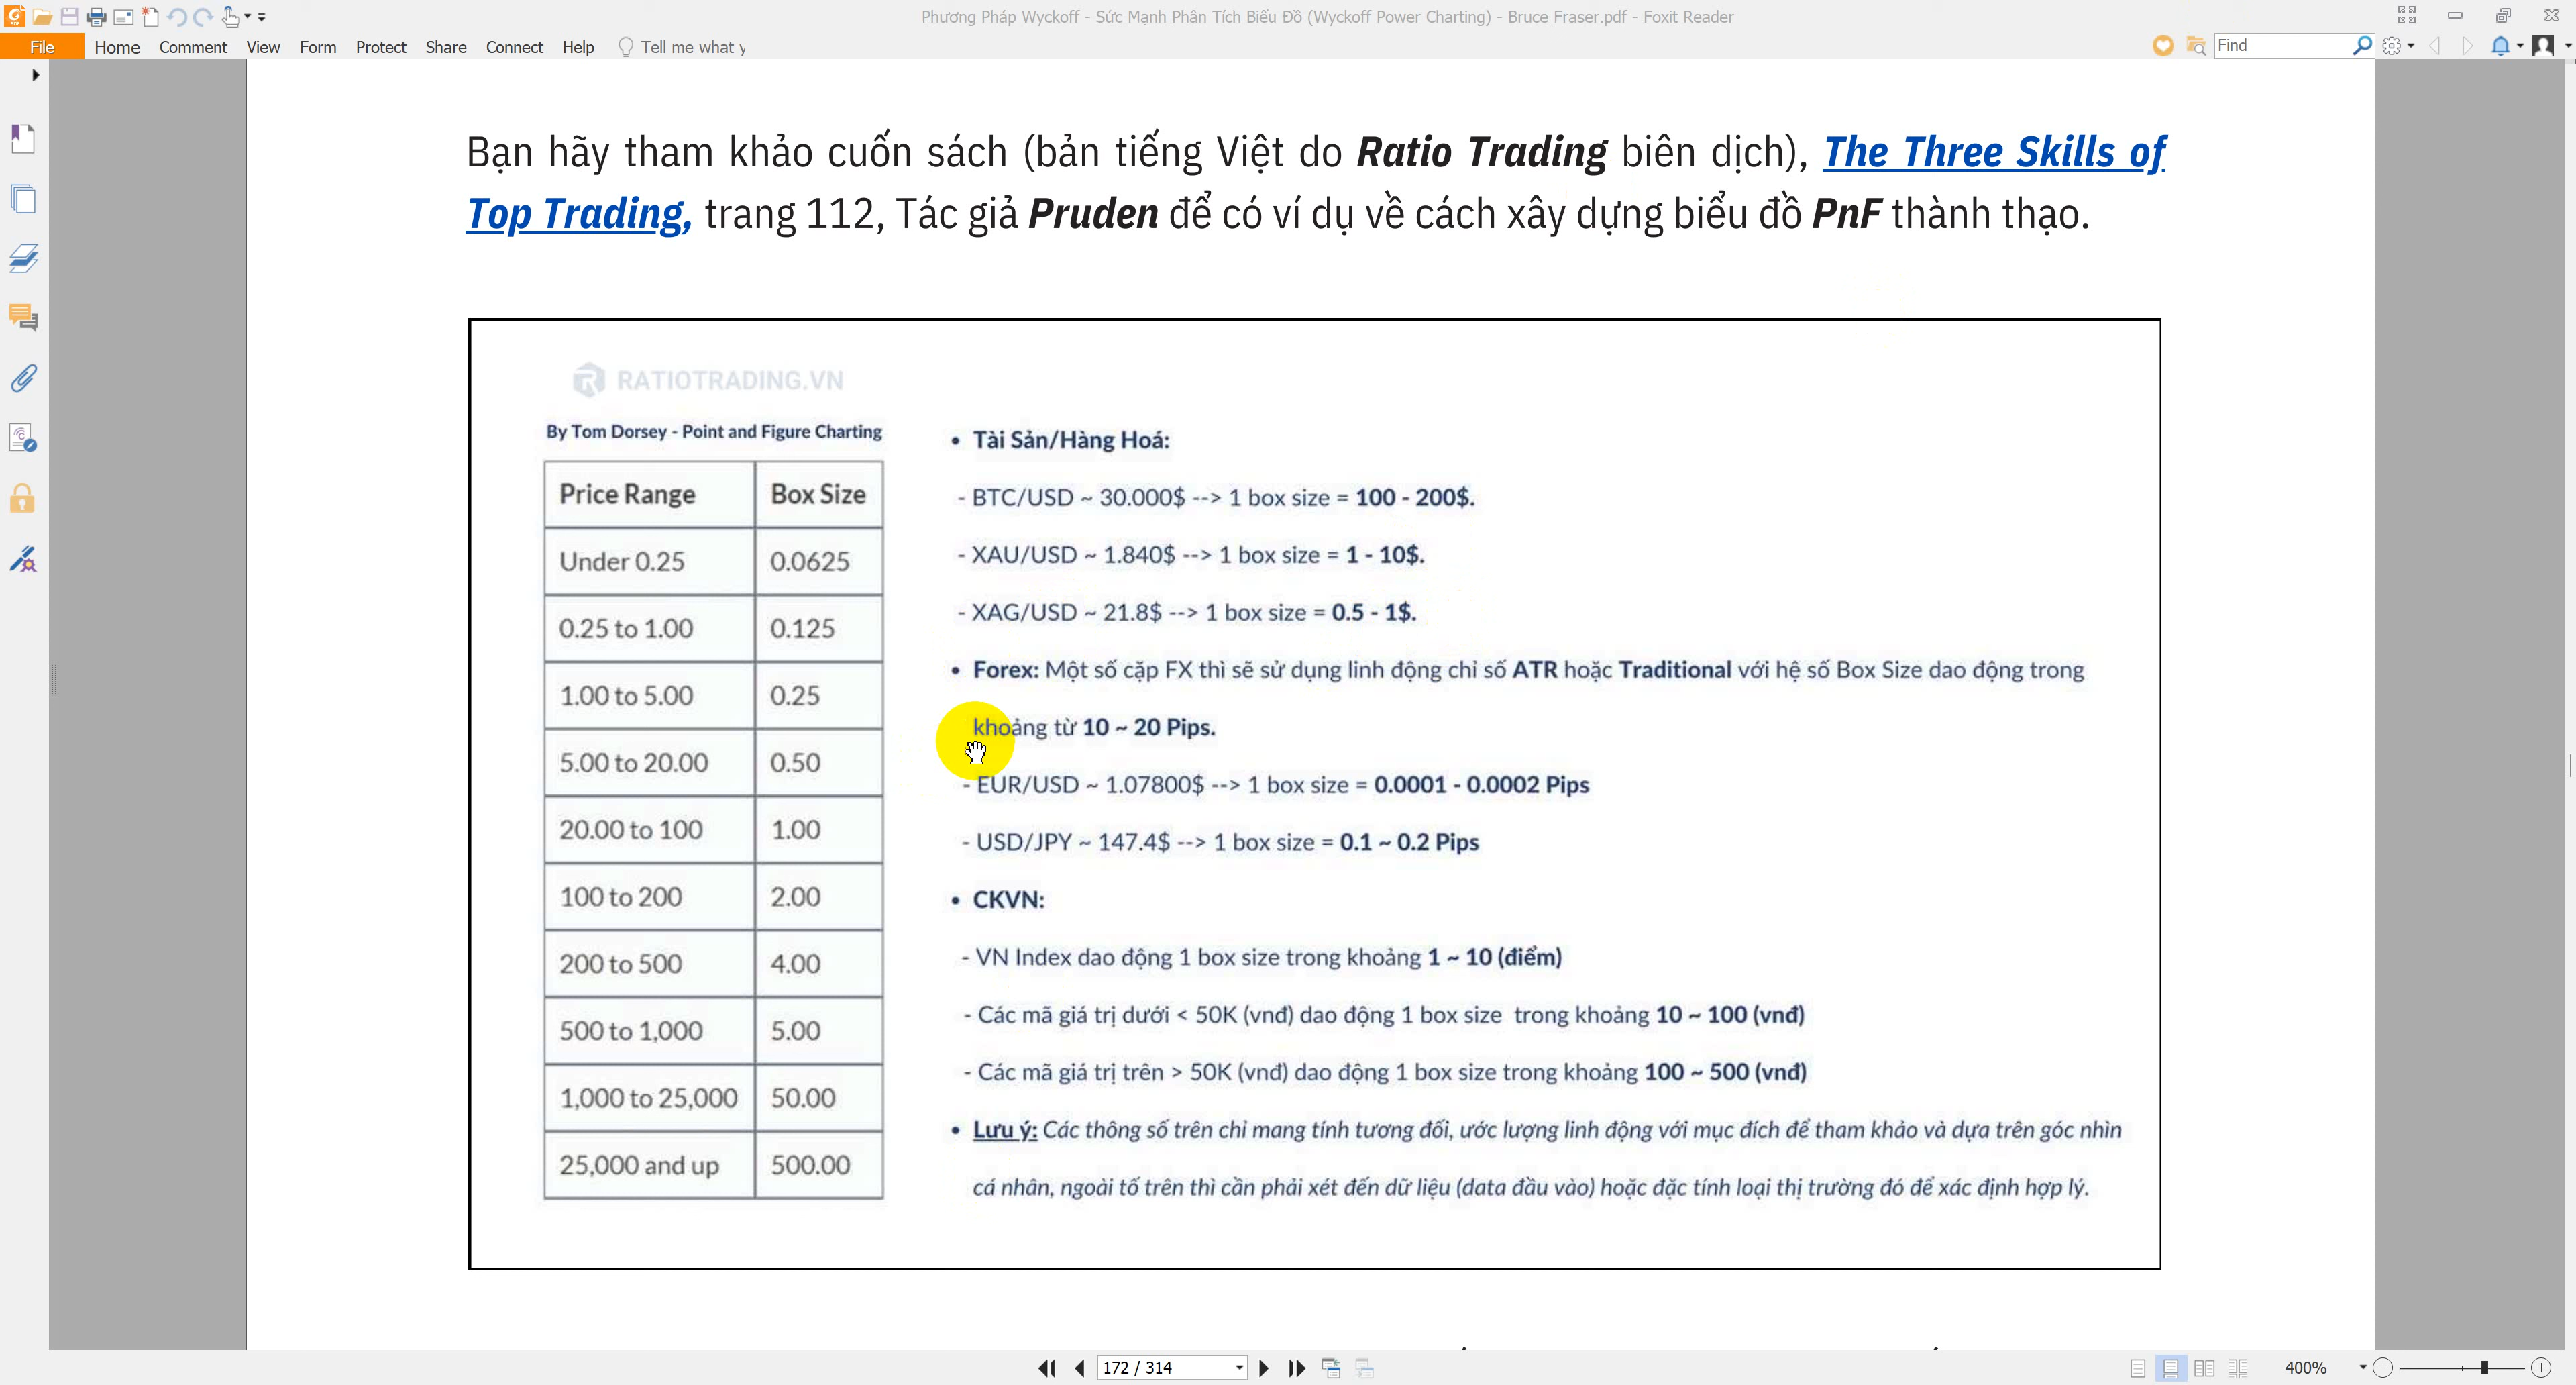 Phương Pháp Wyckoff - Sức Mạnh Phân Tích Biểu Đồ (Wyckoff Power Charting) - Bruce Fraser.pdf - Foxit Reader
File Home Comment View Form Protect Share Connect Help Tell me what y
Find
Bạn hãy tham khảo cuốn sách (bản tiếng Việt do Ratio Trading biên dịch), The Three Skills of
Top Trading, trang 112, Tác giả Pruden để có ví dụ về cách xây dựng biểu đồ PnF thành thạo.
RATIOTRADING.VN
By Tom Dorsey - Point and Figure Charting
Price Range Box Size
Under 0.25 0.0625
0.25 to 1.00 0.125
1.00 to 5.00 0.25
5.00 to 20.00 0.50
20.00 to 100 1.00
100 to 200 2.00
200 to 500 4.00
500 to 1,000 5.00
1,000 to 25,000 50.00
25,000 and up 500.00
• Tài Sản/Hàng Hoá:
- BTC/USD ~ 30.000$ --> 1 box size = 100 - 200$.
- XAU/USD ~ 1.840$ --> 1 box size = 1 - 10$.
- XAG/USD ~ 21.8$ --> 1 box size = 0.5 - 1$.
• Forex: Một số cặp FX thì sẽ sử dụng linh động chỉ số ATR hoặc Traditional với hệ số Box Size dao động trong
khoảng từ 10 ~ 20 Pips.
- EUR/USD ~ 1.07800$ --> 1 box size = 0.0001 - 0.0002 Pips
- USD/JPY ~ 147.4$ --> 1 box size = 0.1 ~ 0.2 Pips
• CKVN:
- VN Index dao động 1 box size trong khoảng 1 ~ 10 (điểm)
- Các mã giá trị dưới < 50K (vnđ) dao động 1 box size trong khoảng 10 ~ 100 (vnđ)
- Các mã giá trị trên > 50K (vnđ) dao động 1 box size trong khoảng 100 ~ 500 (vnđ)
• Lưu ý: Các thông số trên chỉ mang tính tương đối, ước lượng linh động với mục đích để tham khảo và dựa trên góc nhìn
cá nhân, ngoài tố trên thì cần phải xét đến dữ liệu (data đầu vào) hoặc đặc tính loại thị trường đó để xác định hợp lý.
172 / 314
400%